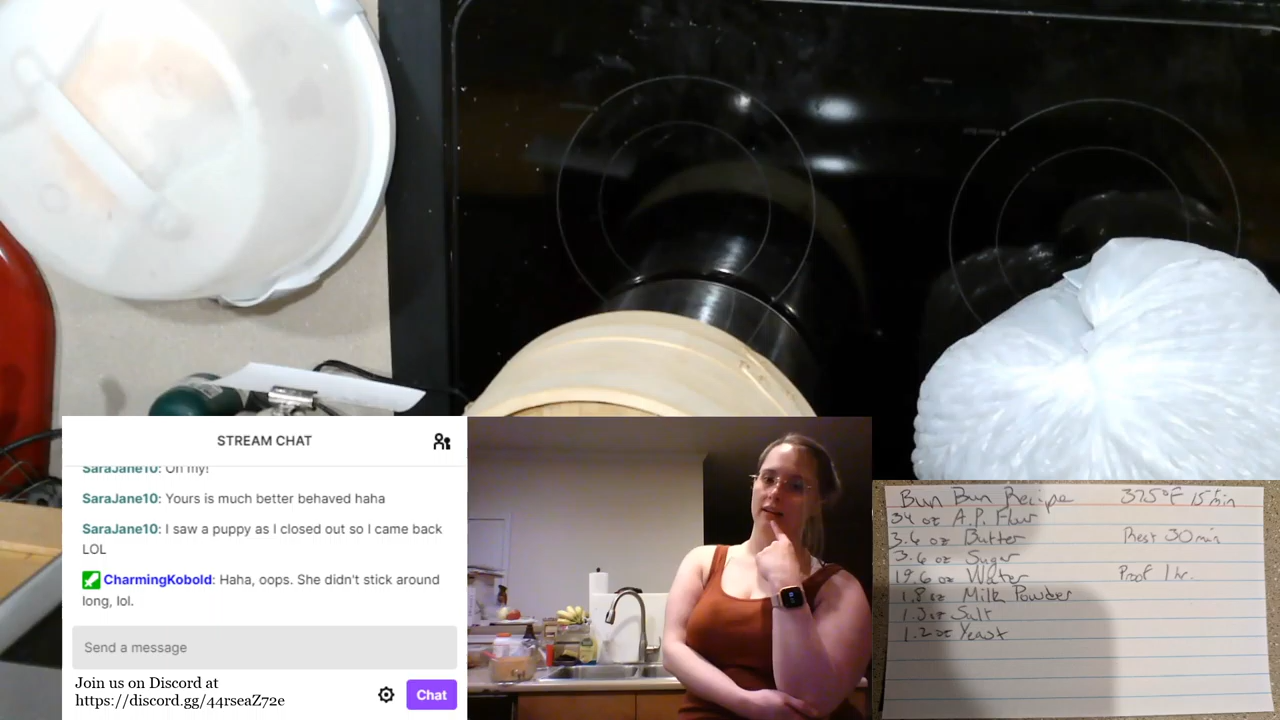 STREAM CHAT
SaraJane10: Oh my!
SaraJane10: Yours is much better behaved haha
SaraJane10: I saw a puppy as I closed out so I came back
LOL
CharmingKobold: Haha, oops. She didn't stick around
long, lol.
Send a message
Join us on Discord at
https://discord.gg/44rseaZ72e
Chat
Bun Bun Recipe 375°F 15 min
34 oz A.P. Flour
3.6 oz Butter Rest 30 min
3.6 oz Sugar
19.6 oz Water Proof 1 hr.
1.8 oz Milk Powder
oz Salt
1.2 oz Yeast